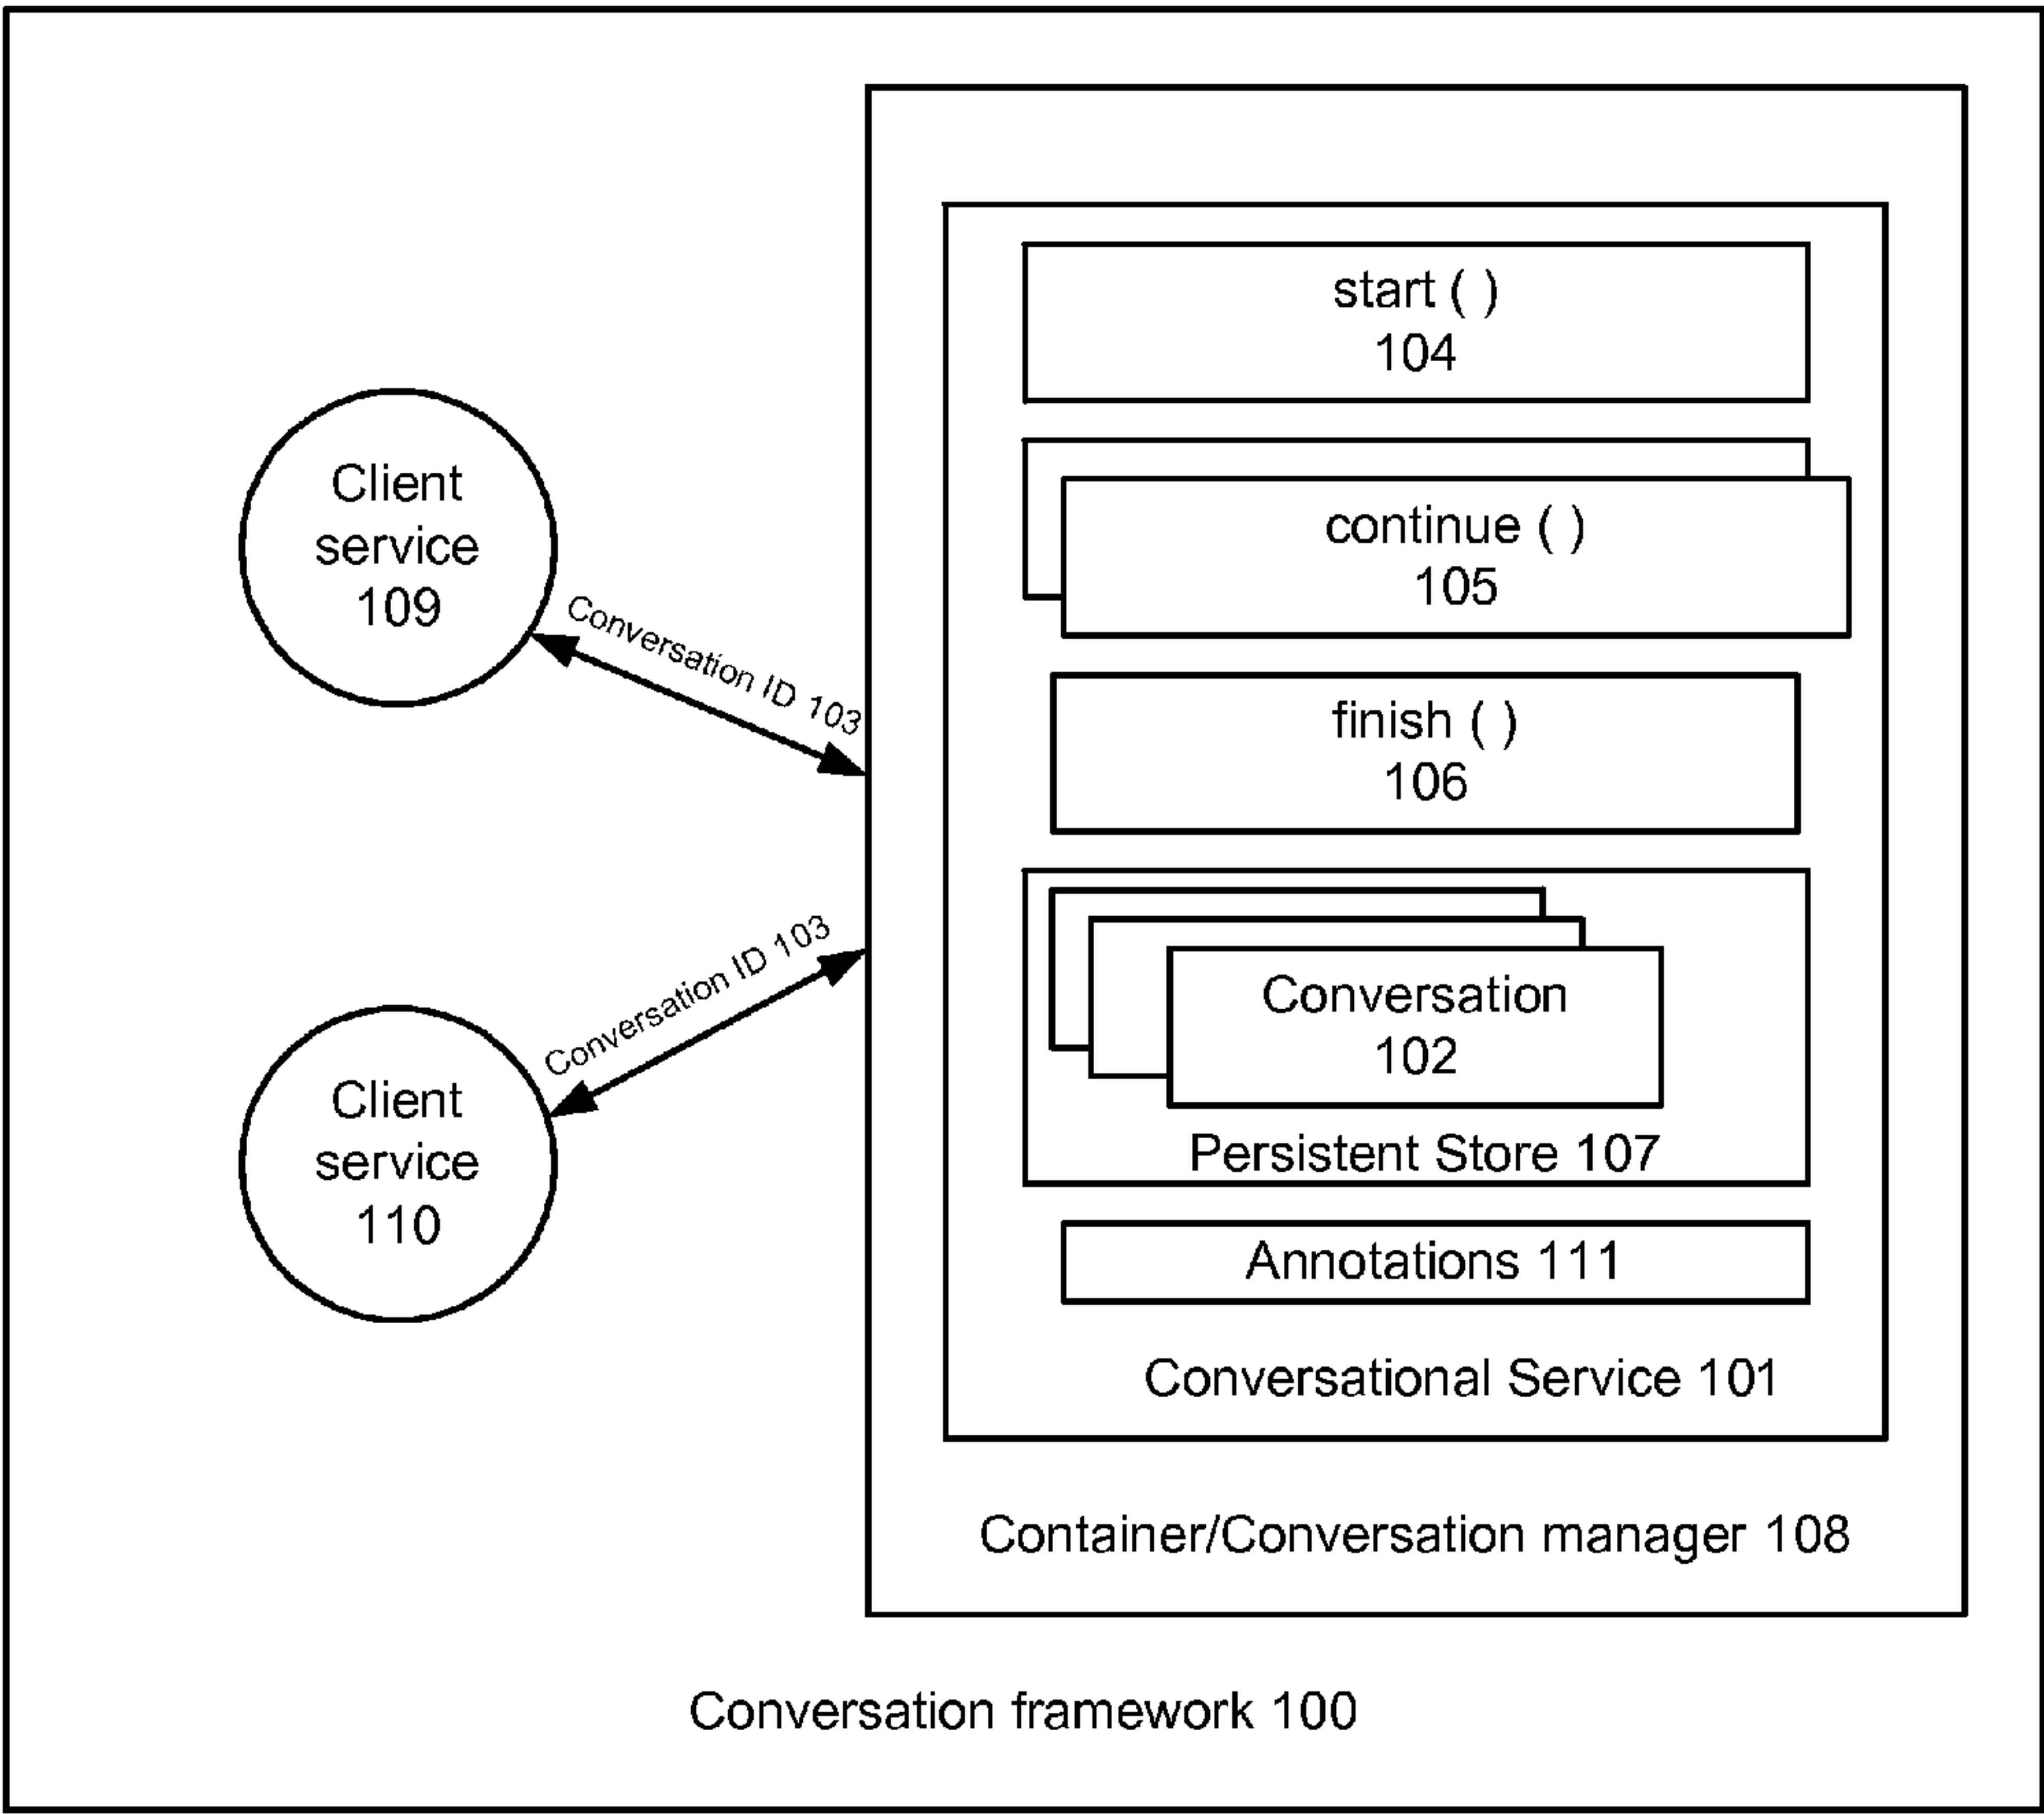 start ( )
104
continue ( )
105
finish ( )
106
Conversation
102
Persistent Store 107
Annotations 111
Conversational Service 101
Container/Conversation manager 108
Client
service
109
Conversation ID 103
Client
service
110
Conversation ID 103
Conversation framework 100